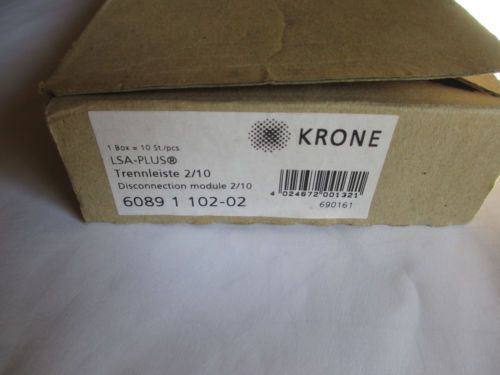 KRONE
1 Box = 10 St./pcs
LSA-PLUS®
Trennleiste 2/10
Disconnection module 2/10
6089 1 102-02
4 024672 001321
690161